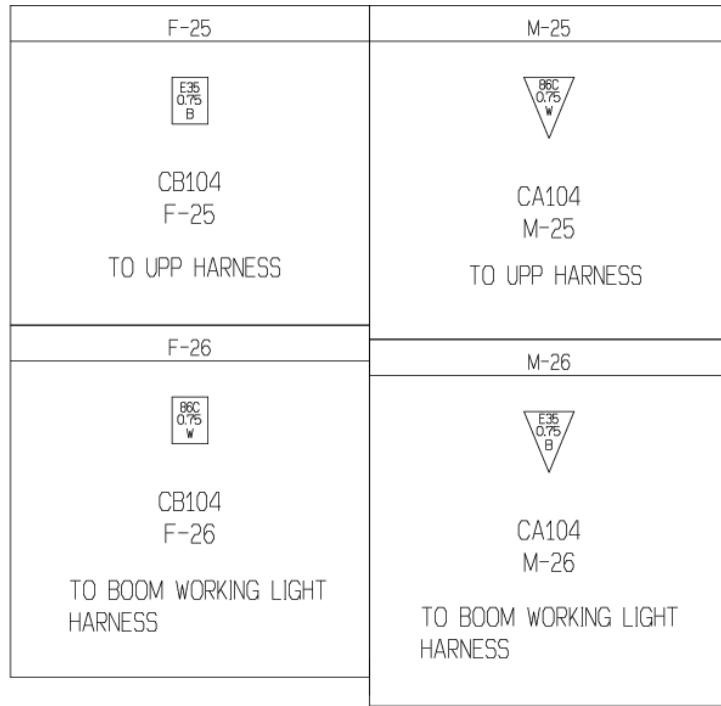 F-25
E35
0.75
B
CB104
F-25
TO UPP HARNESS
M-25
86C
0.75
W
CA104
M-25
TO UPP HARNESS
F-26
86C
0.75
W
CB104
F-26
TO BOOM WORKING LIGHT
HARNESS
M-26
E35
0.75
B
CA104
M-26
TO BOOM WORKING LIGHT
HARNESS